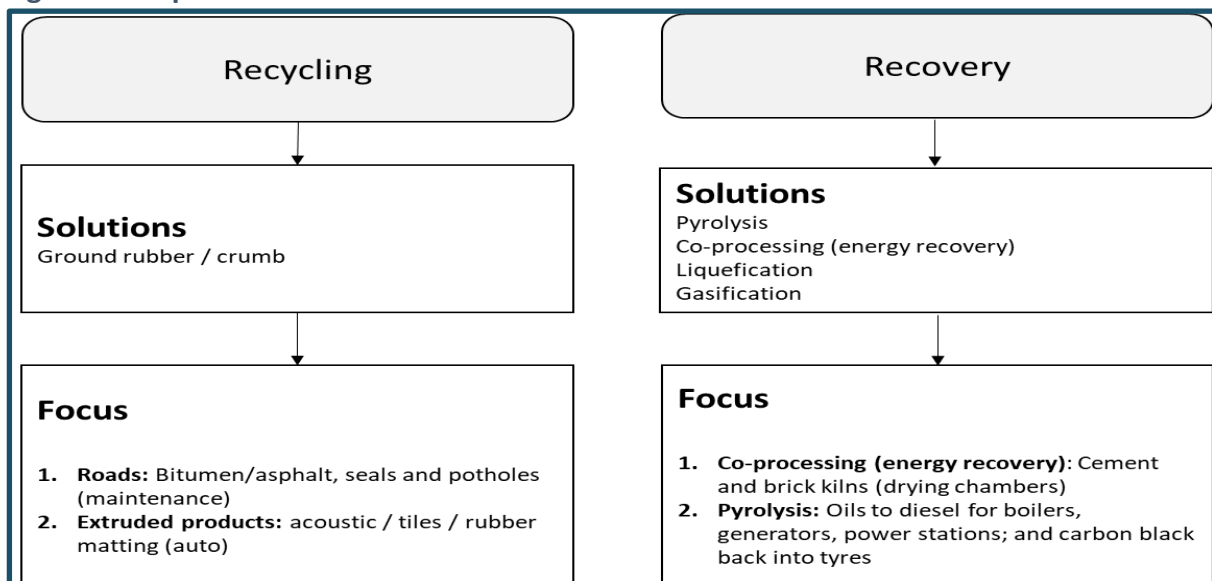 Recycling
Solutions
Ground rubber / crumb
Focus
1. Roads: Bitumen/asphalt, seals and potholes
(maintenance)
2. Extruded products: acoustic / tiles / rubber
matting (auto)
Recovery
Solutions
Pyrolysis
Co-processing (energy recovery)
Liquefication
Gasification
Focus
1. Co-processing (energy recovery): Cement
and brick kilns (drying chambers)
2. Pyrolysis: Oils to diesel for boilers,
generators, power stations; and carbon black
back into tyres